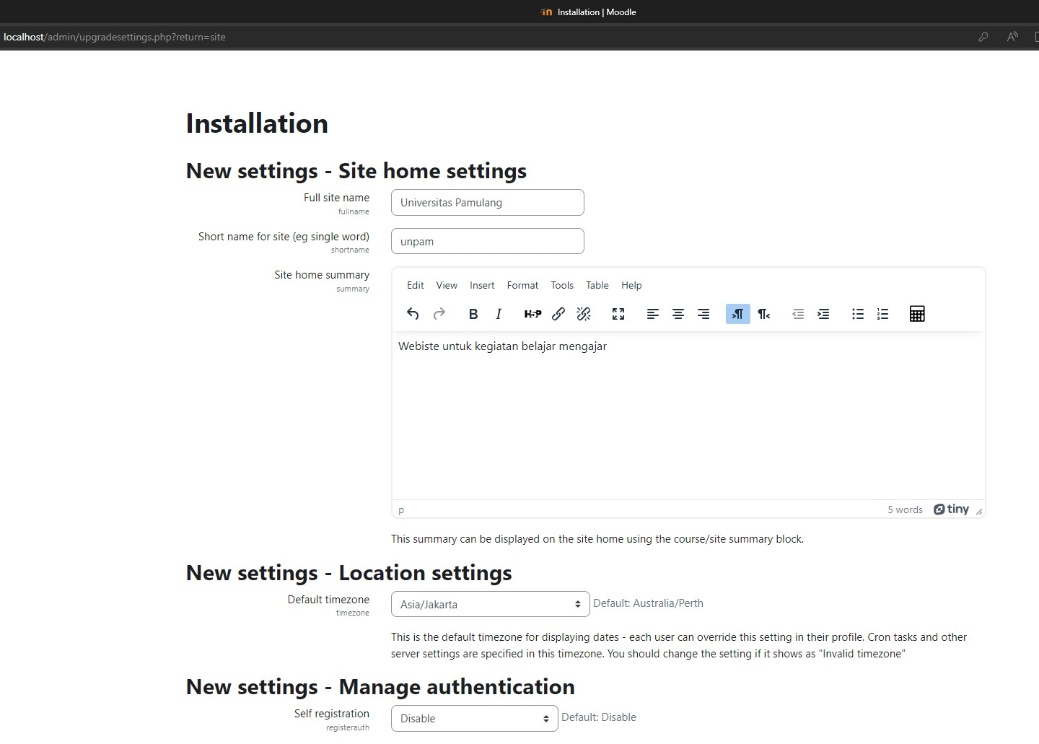 Installation | Moodle
localhost/admin/upgradesettings.php?return=site
Installation
New settings - Site home settings
Full site name
fullname
Universitas Pamulang
Short name for site (eg single word)
shortname
unpam
Site home summary
summary
Edit View Insert Format Tools Table Help
B I H5P
Webiste untuk kegiatan belajar mengajar
p 5 words tiny
This summary can be displayed on the site home using the course/site summary block.
New settings - Location settings
Default timezone
timezone
Asia/Jakarta Default: Australia/Perth
This is the default timezone for displaying dates - each user can override this setting in their profile. Cron tasks and other
server settings are specified in this timezone. You should change the setting if it shows as "Invalid timezone"
New settings - Manage authentication
Self registration
registerauth
Disable Default: Disable